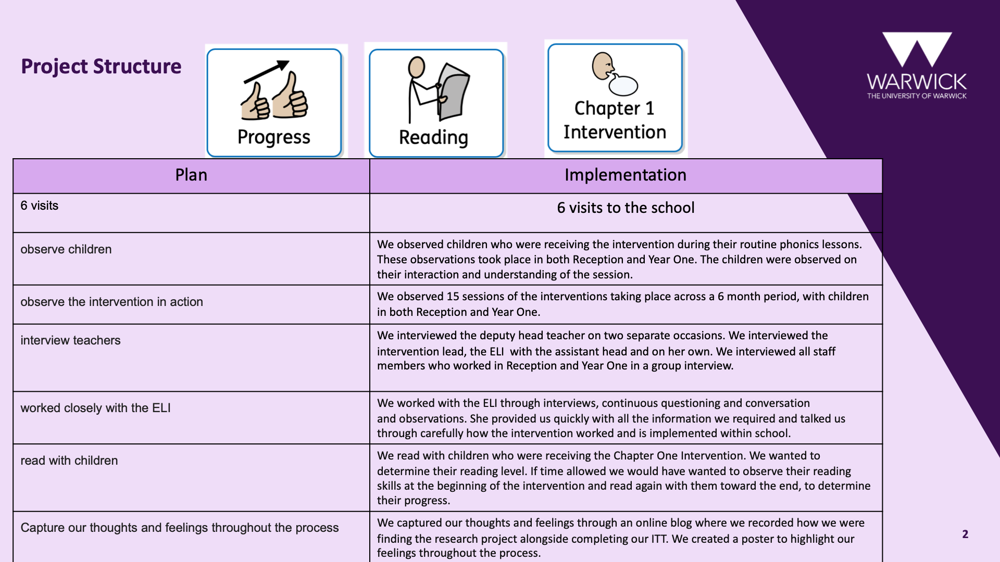 Project Structure
Progress
Reading
Chapter 1
Intervention
WARWICK
THE UNIVERSITY OF WARWICK
Plan
Implementation
6 visits
6 visits to the school
observe children
We observed children who were receiving the intervention during their routine phonics lessons.
These observations took place in both Reception and Year One. The children were observed on
their interaction and understanding of the session.
observe the intervention in action
We observed 15 sessions of the interventions taking place across a 6 month period, with children
in both Reception and Year One.
interview teachers
We interviewed the deputy head teacher on two separate occasions. We interviewed the
intervention lead, the ELI  with the assistant head and on her own. We interviewed all staff
members who worked in Reception and Year One in a group interview.
worked closely with the ELI
We worked with the ELI through interviews, continuous questioning and conversation
and observations. She provided us quickly with all the information we required and talked us
through carefully how the intervention worked and is implemented within school.
read with children
We read with children who were receiving the Chapter One Intervention. We wanted to
determine their reading level. If time allowed we would have wanted to observe their reading
skills at the beginning of the intervention and read again with them toward the end, to determine
their progress.
Capture our thoughts and feelings throughout the process
We captured our thoughts and feelings through an online blog where we recorded how we were
finding the research project alongside completing our ITT. We created a poster to highlight our
feelings throughout the process.
2